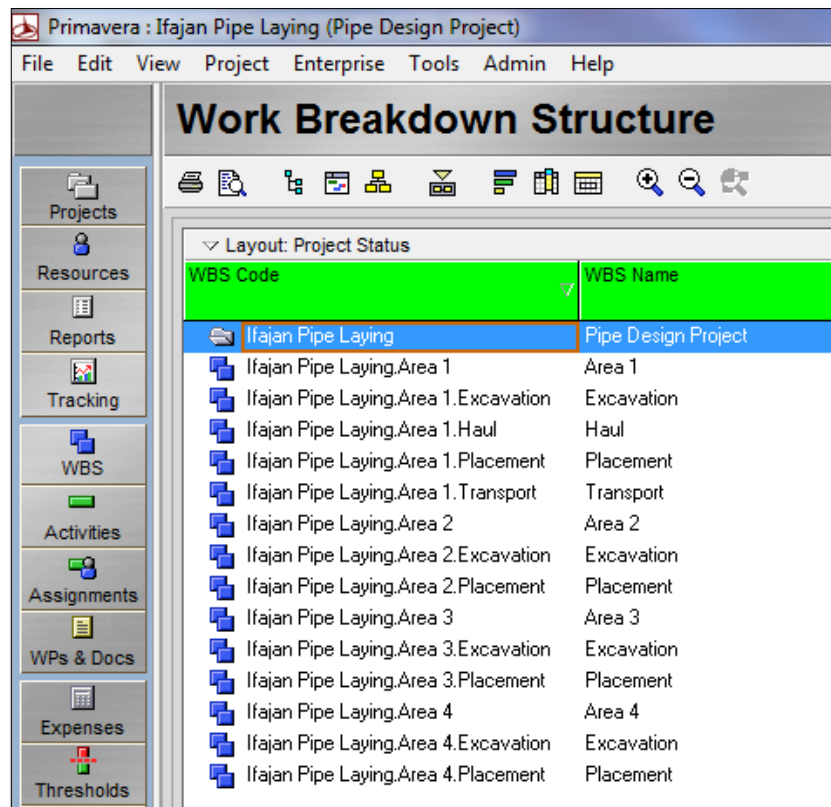 Primavera : Ifajan Pipe Laying (Pipe Design Project)
File Edit View Project Enterprise Tools Admin Help
Work Breakdown Structure
Projects
Resources
Reports
Tracking
WBS
Activities
Assignments
WPs & Docs
Expenses
Thresholds
Layout: Project Status
WBS Code WBS Name
Ifajan Pipe Laying Pipe Design Project
Ifajan Pipe Laying.Area 1 Area 1
Ifajan Pipe Laying.Area 1.Excavation Excavation
Ifajan Pipe Laying.Area 1.Haul Haul
Ifajan Pipe Laying.Area 1.Placement Placement
Ifajan Pipe Laying.Area 1.Transport Transport
Ifajan Pipe Laying.Area 2 Area 2
Ifajan Pipe Laying.Area 2.Excavation Excavation
Ifajan Pipe Laying.Area 2.Placement Placement
Ifajan Pipe Laying.Area 3 Area 3
Ifajan Pipe Laying.Area 3.Excavation Excavation
Ifajan Pipe Laying.Area 3.Placement Placement
Ifajan Pipe Laying.Area 4 Area 4
Ifajan Pipe Laying.Area 4.Excavation Excavation
Ifajan Pipe Laying.Area 4.Placement Placement